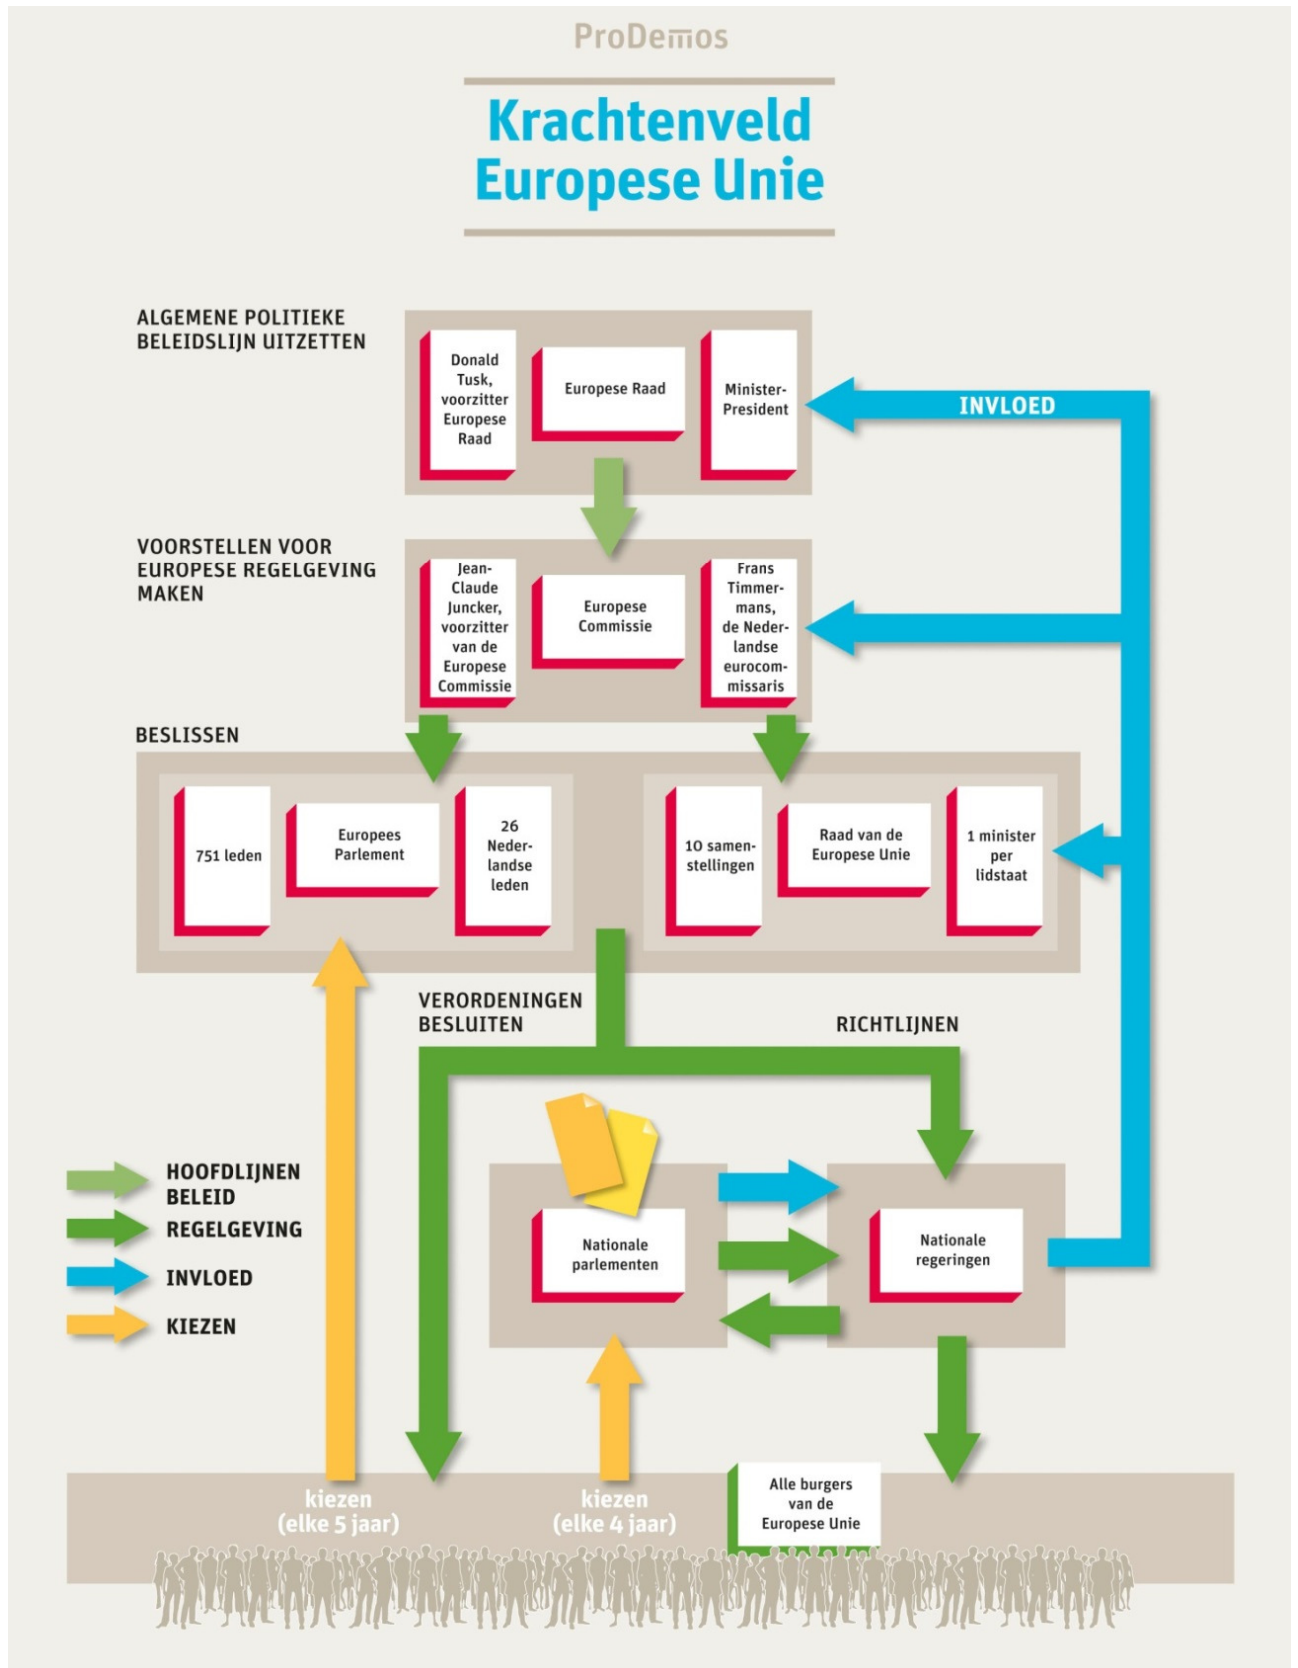 ProDemos
Krachtenveld
Europese Unie
ALGEMENE POLITIEKE
BELEIDSLIJN UITZETTEN
Donald
Tusk,
voorzitter
Europese
Raad
Europese Raad
Minister-
President
INVLOED
VOORSTELLEN VOOR
EUROPESE REGELGEVING
MAKEN
Jean-
Claude
Juncker,
voorzitter
van de
Europese
Commissie
Europese
Commissie
Frans
Timmer-
mans,
de Neder-
landse
eurocom-
missaris
BESLISSEN
751 leden
Europees
Parlement
26
Neder-
landse
leden
10 samen-
stellingen
Raad van de
Europese Unie
1 minister
per
lidstaat
VERORDENINGEN
BESLUITEN
RICHTLIJNEN
HOOFDLIJNEN
BELEID
REGELGEVING
INVLOED
KIEZEN
Nationale
parlementen
Nationale
regeringen
kiezen
(elke 5 jaar)
kiezen
(elke 4 jaar)
Alle burgers
van de
Europese Unie